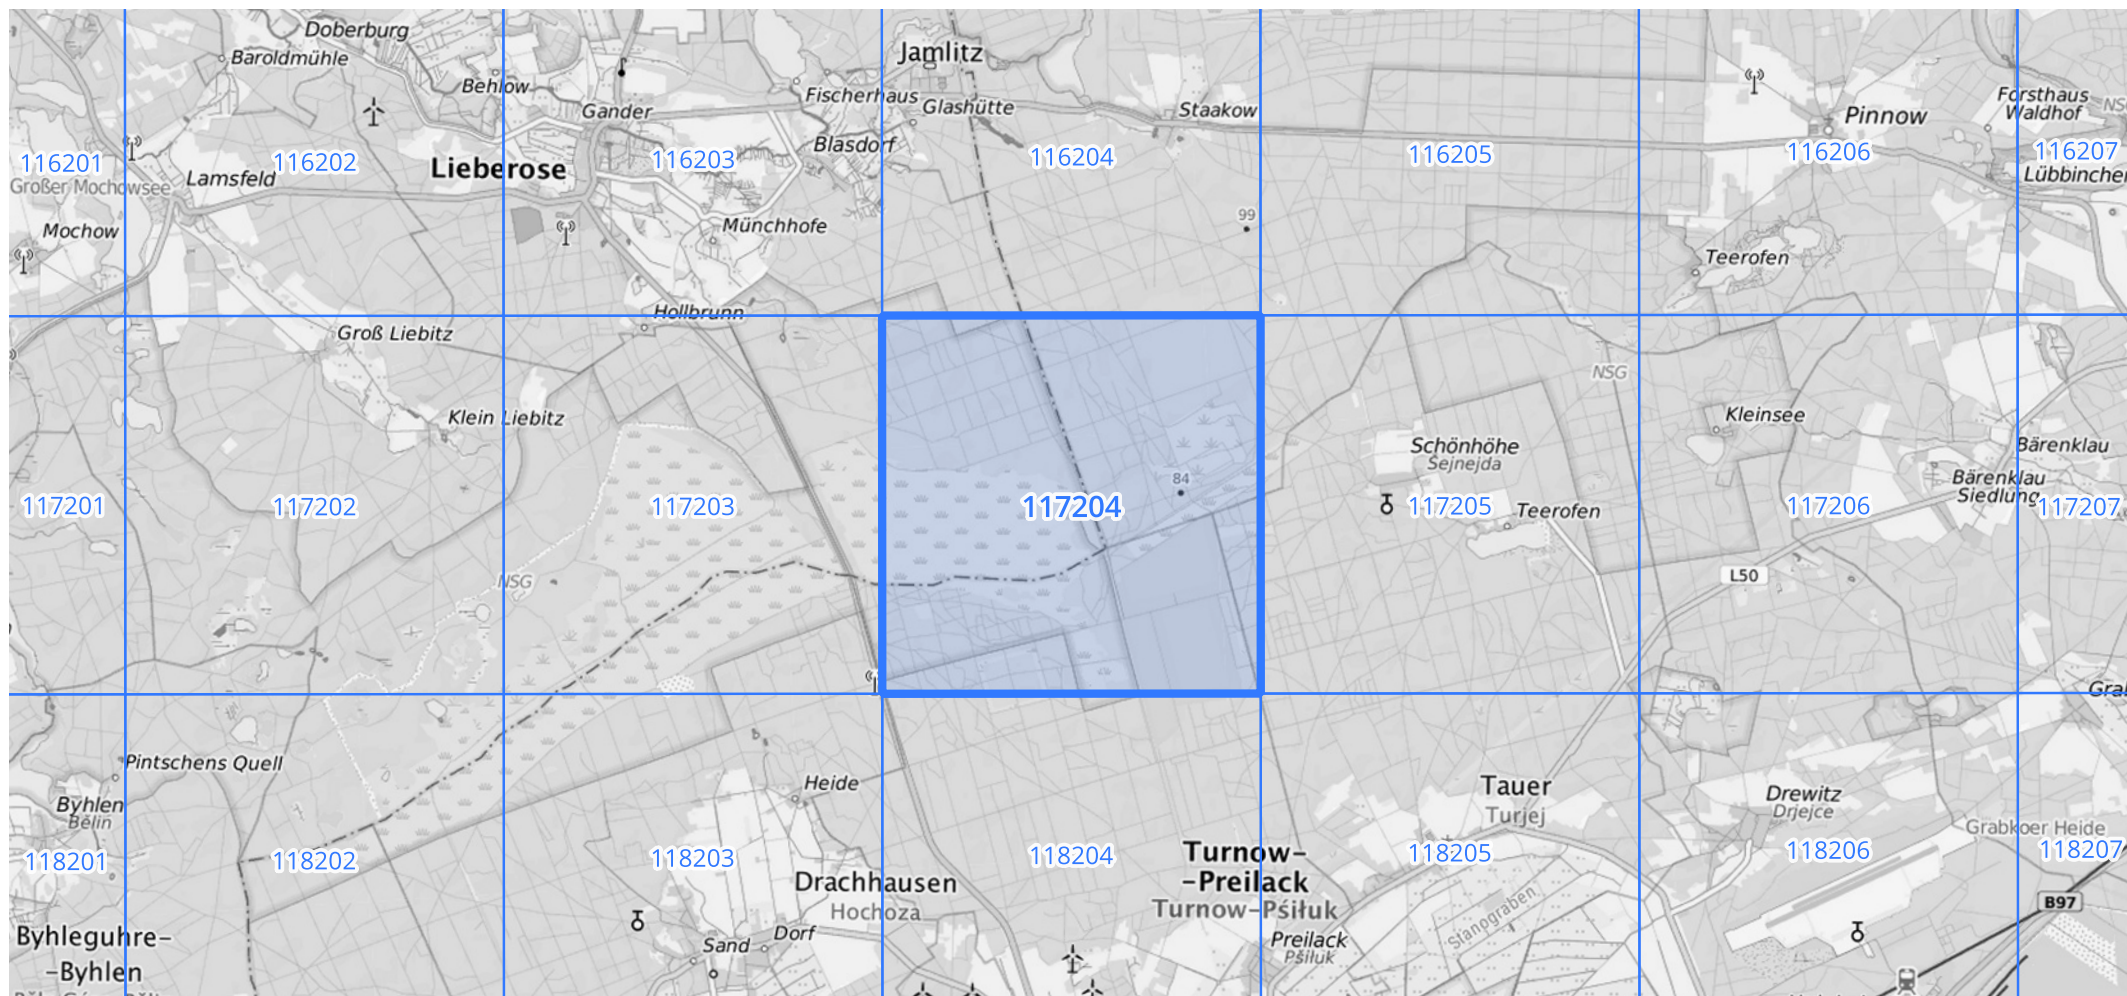 Doberburg
Baroldmühle
Jamlitz
Behlow
Gander
Fischerhaus
Glashütte
Staakow
Pinnow
Forsthaus
Waldhof
NS
Blasdorf
Lieberose
116201
116202
116203
116204
116205
116206
116207
Großer Mochowsee
Lamsfeld
Lübbinchen
Mochow
Münchhofe
99
Teerofen
Hollbrunn
Groß Liebitz
NSG
Klein Liebitz
Kleinsee
Schönhöhe
Šejnejda
Bärenklau
84
Bärenklau
Siedlung
117201
117202
117203
117204
117205
117206
117207
Teerofen
NSG
L50
Gra
Pintschens Quell
Heide
Tauer
Turjej
Byhlen
Bělin
Drewitz
Drjejce
Grabkoer Heide
118201
118202
118203
118204
118205
118206
118207
Turnow-
-Preilack
Turnow-Pśiłuk
Drachhausen
Hochoza
Stanograben
B97
Byhleguhre-
-Byhlen
Sand
Dorf
Preilack
Pśiłuk